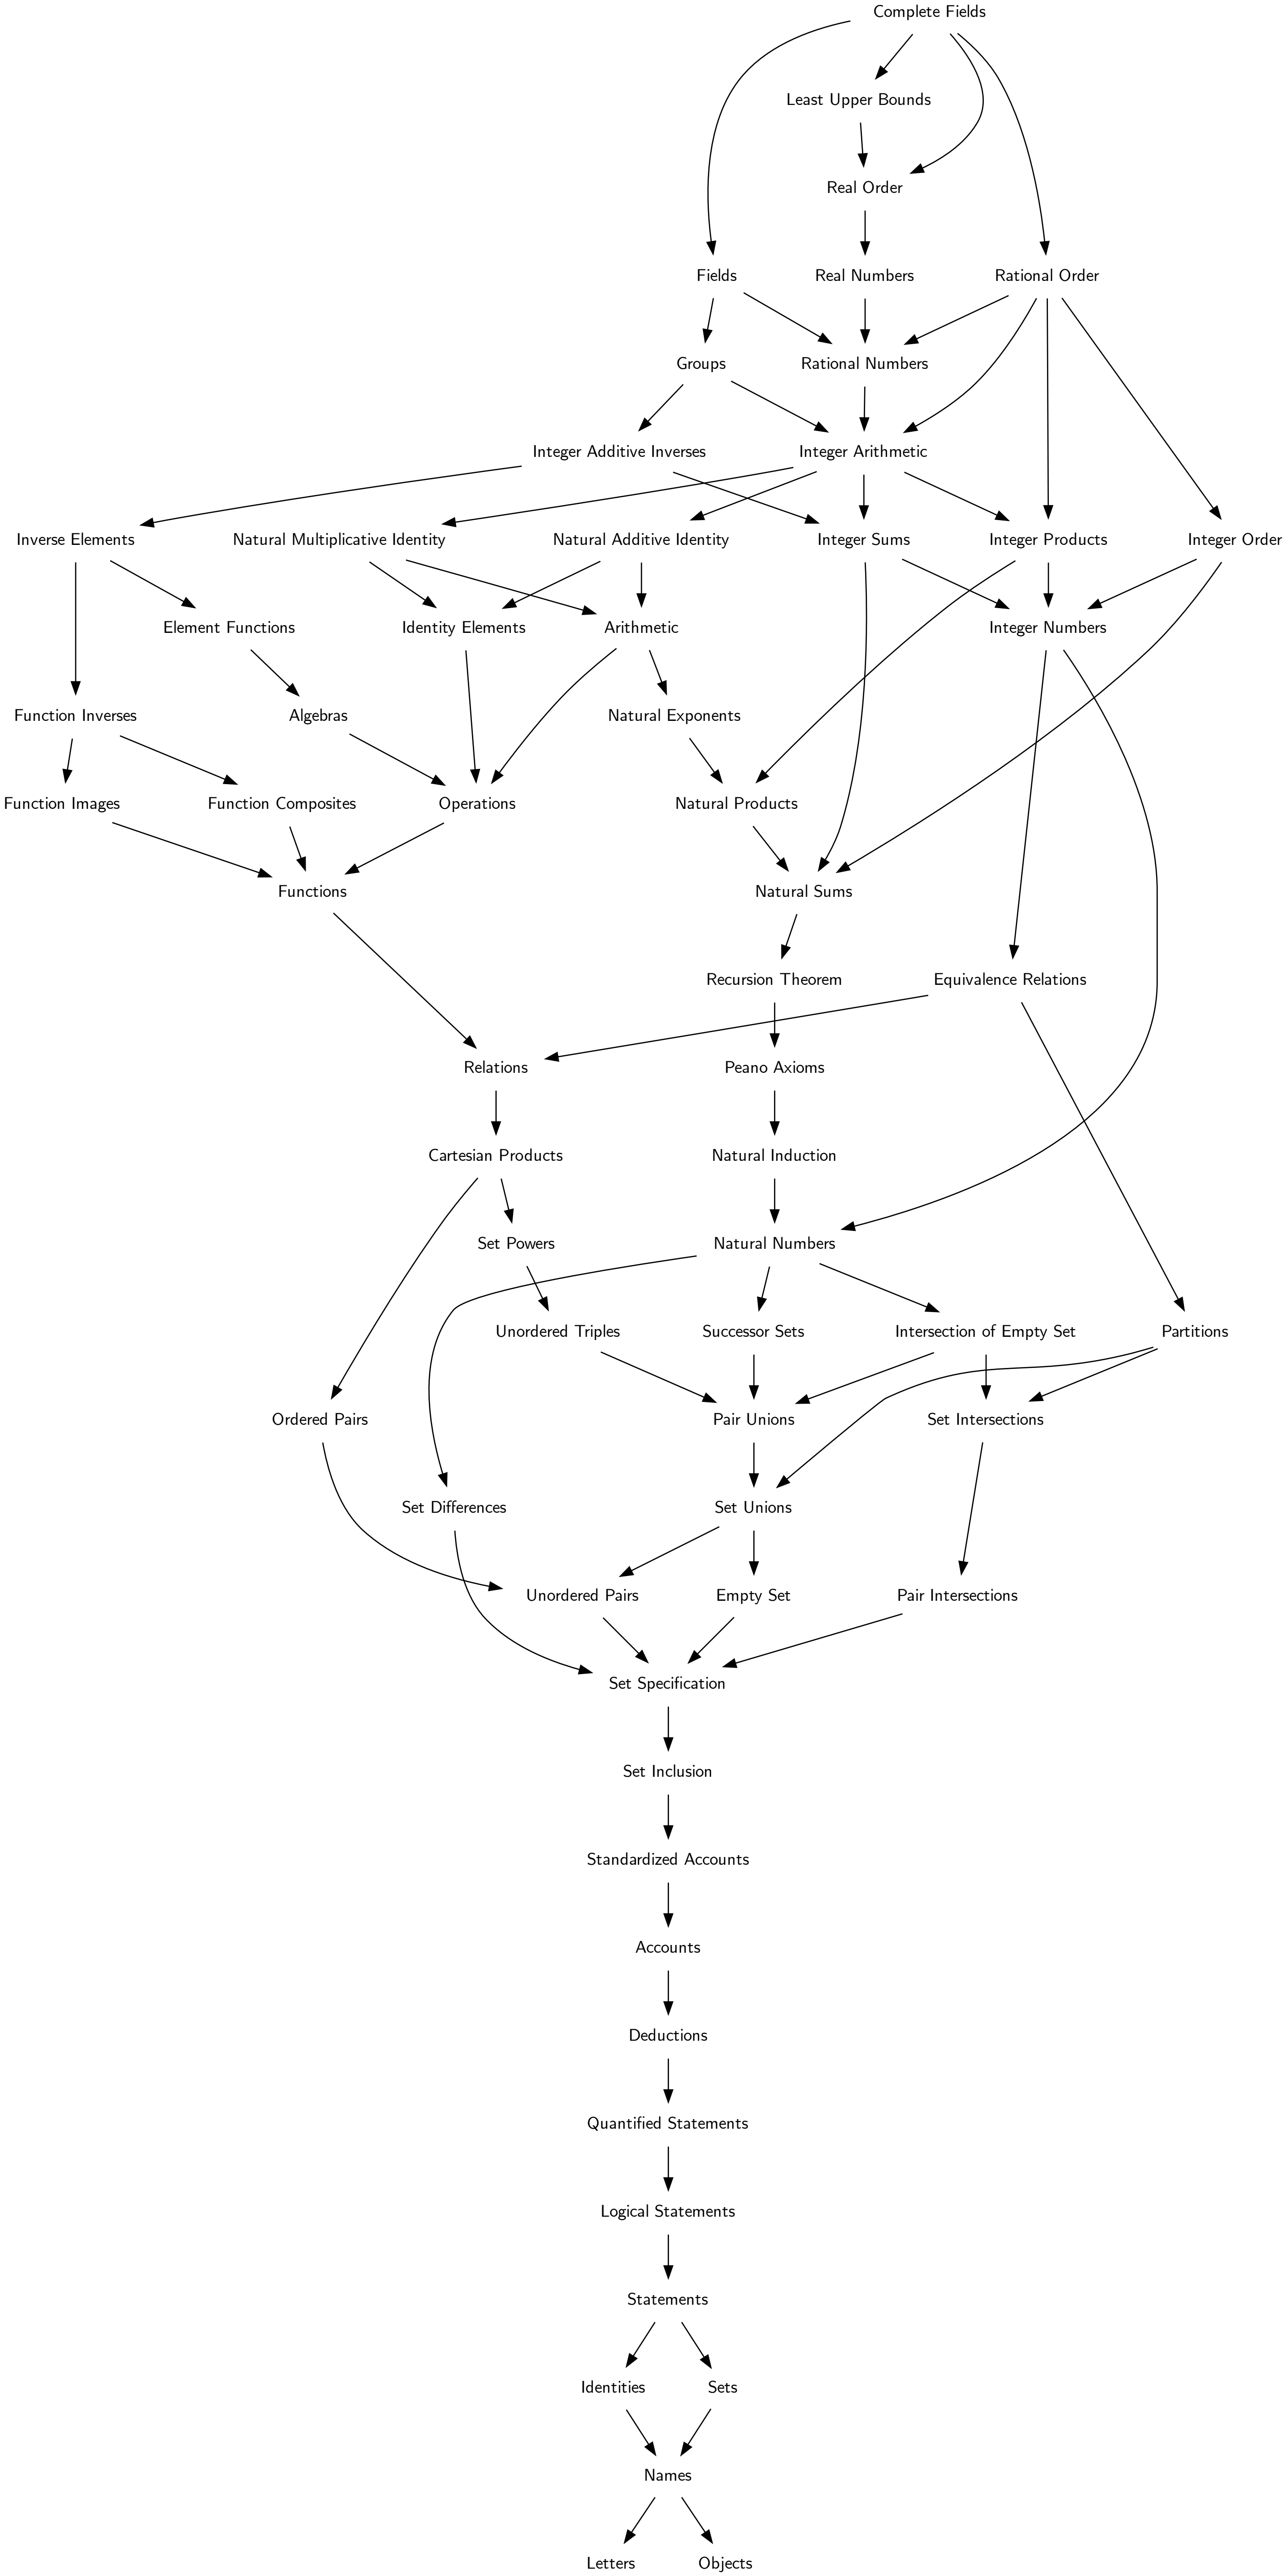 Complete Fields
Least Upper Bounds
Real Order
Fields
Real Numbers
Rational Order
Groups
Rational Numbers
Integer Additive Inverses
Integer Arithmetic
Inverse Elements
Natural Multiplicative Identity
Natural Additive Identity
Integer Sums
Integer Products
Integer Order
Element Functions
Identity Elements
Arithmetic
Integer Numbers
Function Inverses
Algebras
Natural Exponents
Function Images
Function Composites
Operations
Natural Products
Functions
Natural Sums
Recursion Theorem
Equivalence Relations
Relations
Peano Axioms
Cartesian Products
Natural Induction
Set Powers
Natural Numbers
Unordered Triples
Successor Sets
Intersection of Empty Set
Partitions
Ordered Pairs
Pair Unions
Set Intersections
Set Differences
Set Unions
Unordered Pairs
Empty Set
Pair Intersections
Set Specification
Set Inclusion
Standardized Accounts
Accounts
Deductions
Quantified Statements
Logical Statements
Statements
Identities
Sets
Names
Letters
Objects